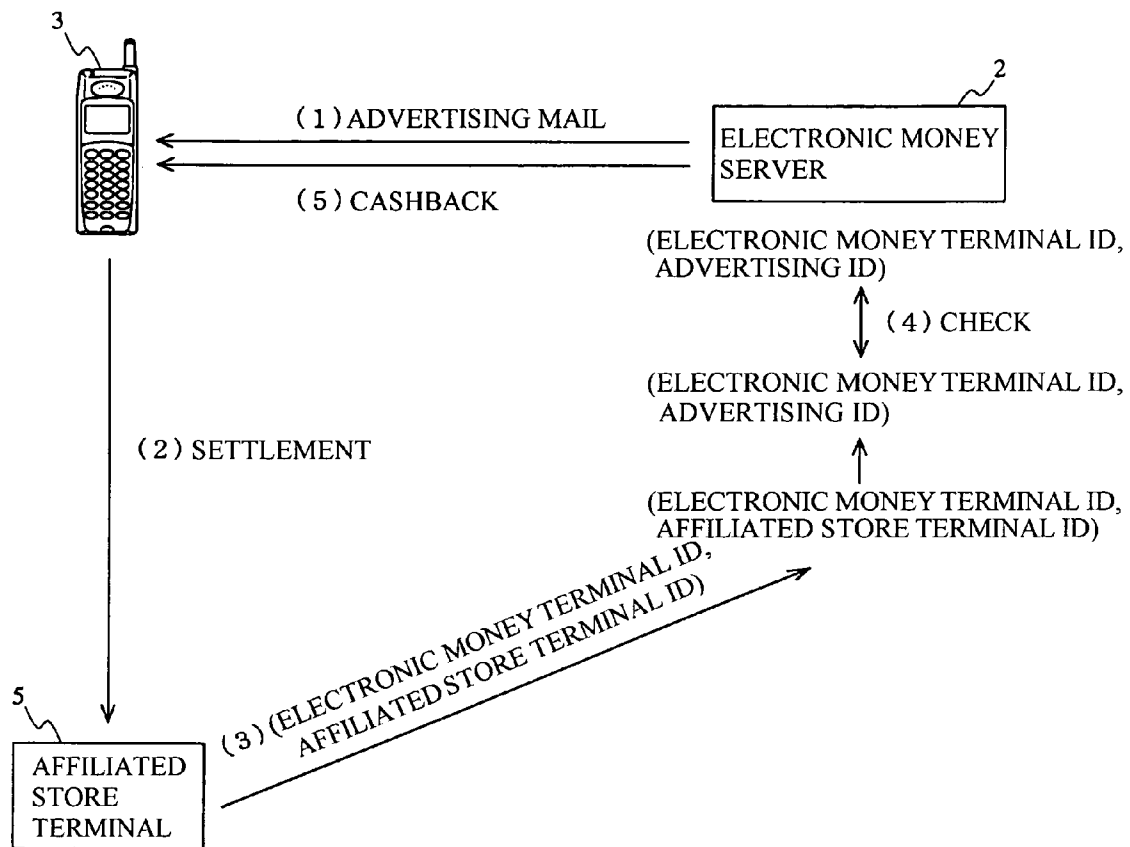 3
2
(1) ADVERTISING MAIL
ELECTRONIC MONEY
SERVER
(5) CASHBACK
(ELECTRONIC MONEY TERMINAL ID,
ADVERTISING ID)
(4) CHECK
(ELECTRONIC MONEY TERMINAL ID,
ADVERTISING ID)
(2) SETTLEMENT
(ELECTRONIC MONEY TERMINAL ID,
AFFILIATED STORE TERMINAL ID)
(3) (ELECTRONIC MONEY TERMINAL ID,
AFFILIATED STORE TERMINAL ID)
5
AFFILIATED
STORE
TERMINAL